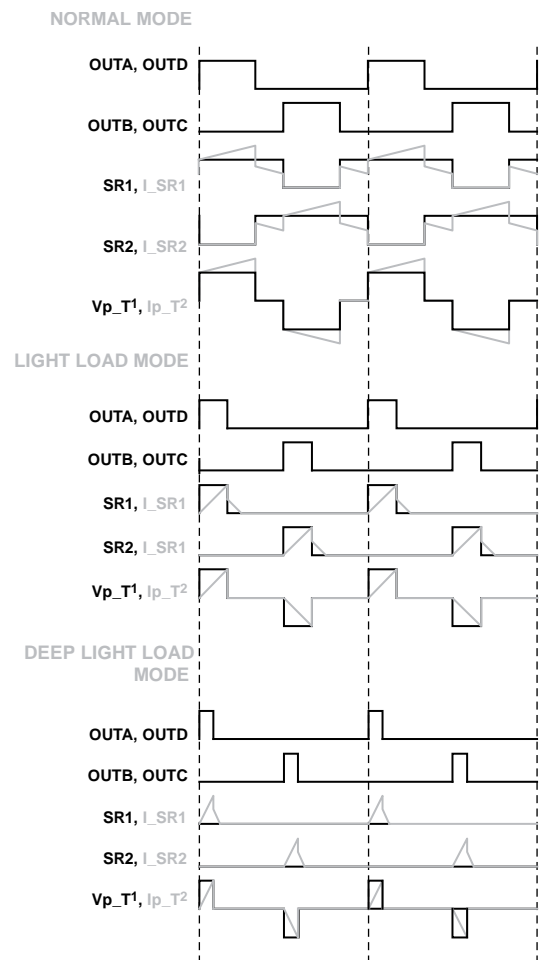 NORMAL MODE
OUTA, OUTD
OUTB, OUTC
SR1, I_SR1
SR2, I_SR2
Vp_T1, Ip_T2
LIGHT LOAD MODE
OUTA, OUTD
OUTB, OUTC
SR1, I_SR1
SR2, I_SR1
Vp_T1, Ip_T2
DEEP LIGHT LOAD
MODE
OUTA, OUTD
OUTB, OUTC
SR1, I_SR1
SR2, I_SR2
Vp_T1, Ip_T2